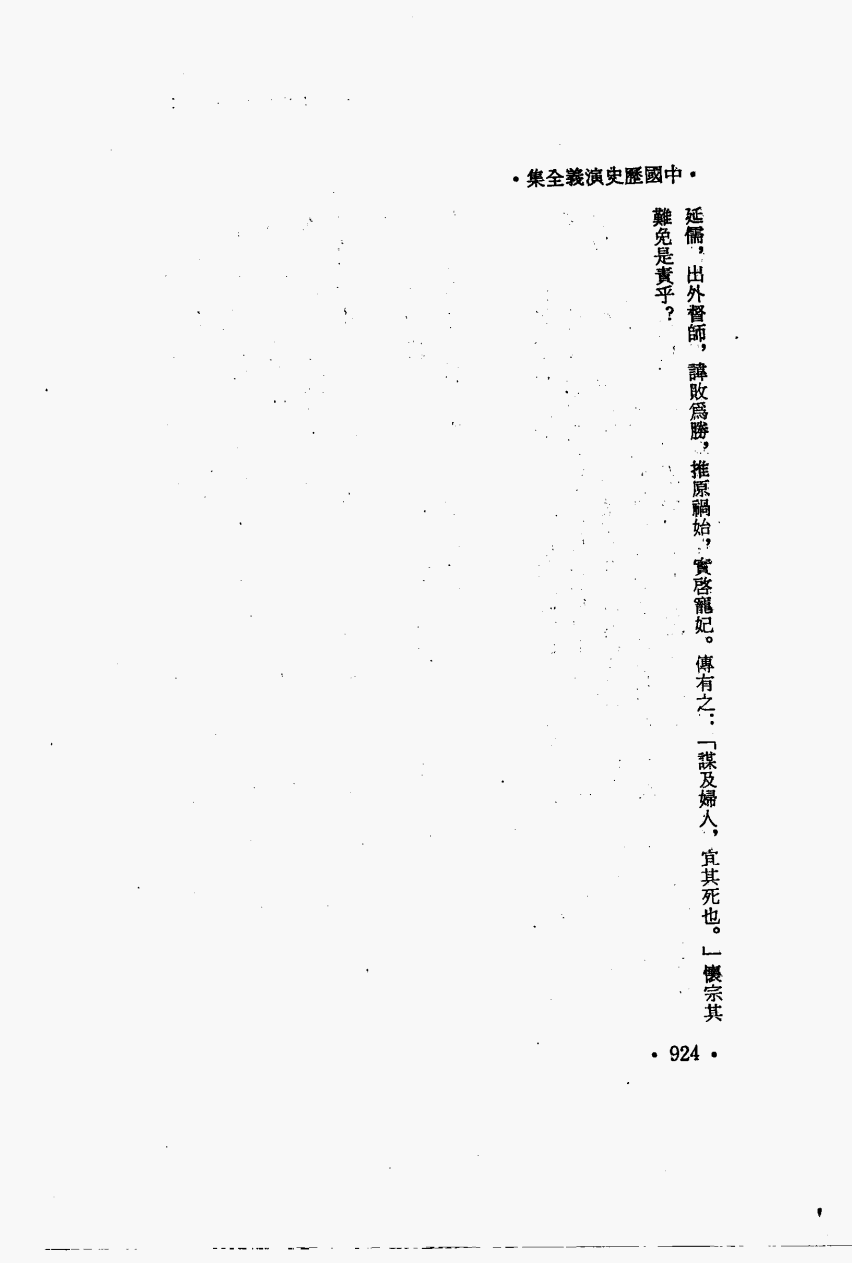 •中國歷史演義全集•
延儒，出外督師，諱敗爲勝，推原禍始，實啓寵妃。傳有之：「謀及婦人，宜其死也。」懷宗其
難免是責乎？
• 924 •